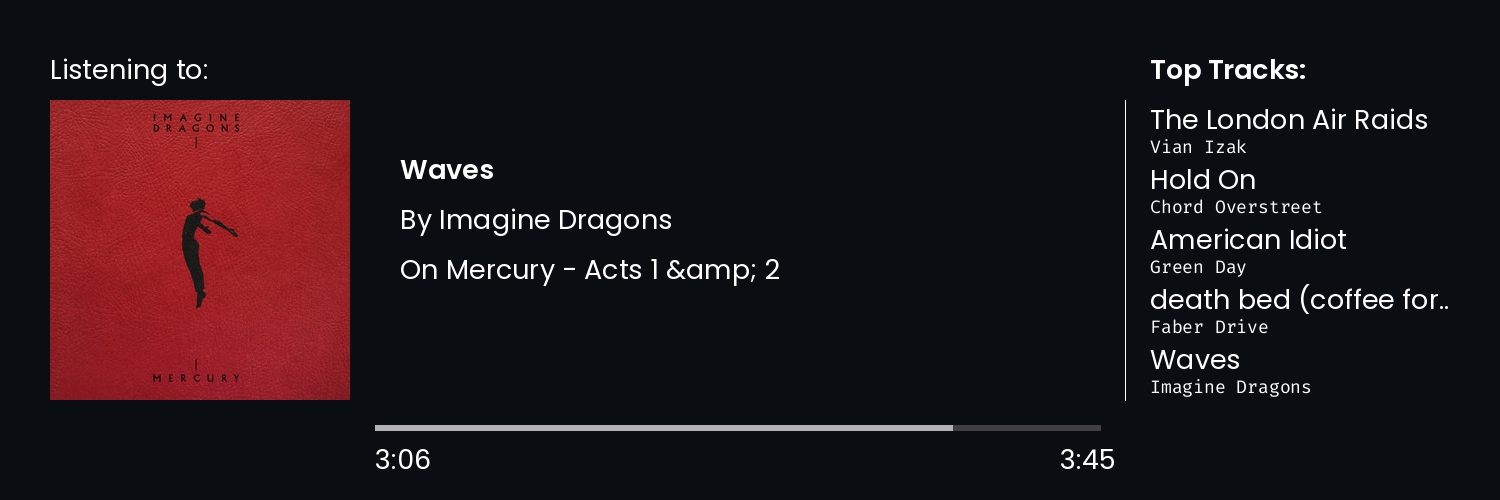 Listening to:
IMAGINE
DRAGONS
MERCURY
Waves
By Imagine Dragons
On Mercury - Acts 1 &amp; 2
3:06
3:45
Top Tracks:
The London Air Raids
Vian Izak
Hold On
Chord Overstreet
American Idiot
Green Day
death bed (coffee for..
Faber Drive
Waves
Imagine Dragons